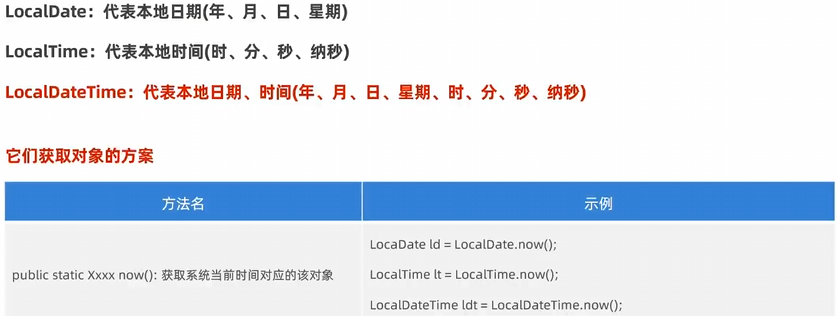 LocalDate：代表本地日期(年、月、日、星期)
LocalTime：代表本地时间(时、分、秒、纳秒)
LocalDateTime：代表本地日期、时间(年、月、日、星期、时、分、秒、纳秒)
它们获取对象的方案
方法名
示例
public static Xxxx now(): 获取系统当前时间对应的该对象
LocaDate ld = LocalDate.now();
LocalTime lt = LocalTime.now();
LocalDateTime ldt = LocalDateTime.now();